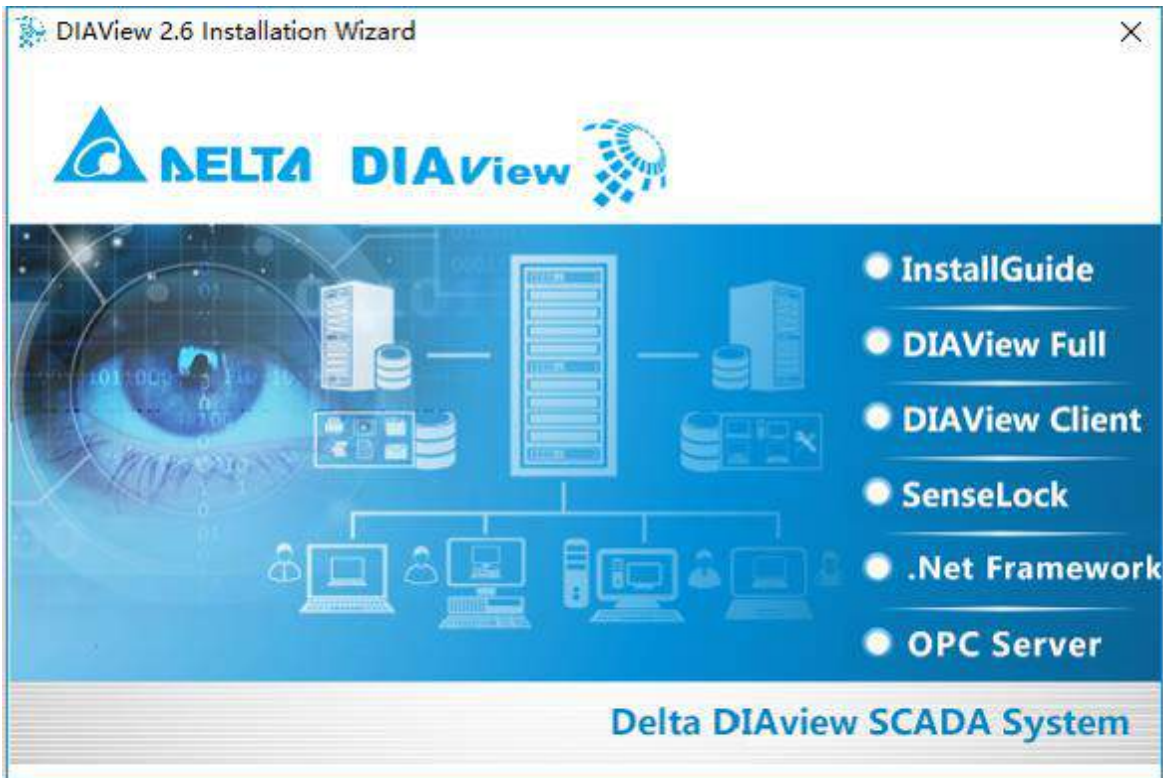 DIAView 2.6 Installation Wizard
DELTA DIAView
InstallGuide
DIAView Full
DIAView Client
SenseLock
.Net Framework
OPC Server
Delta DIAview SCADA System